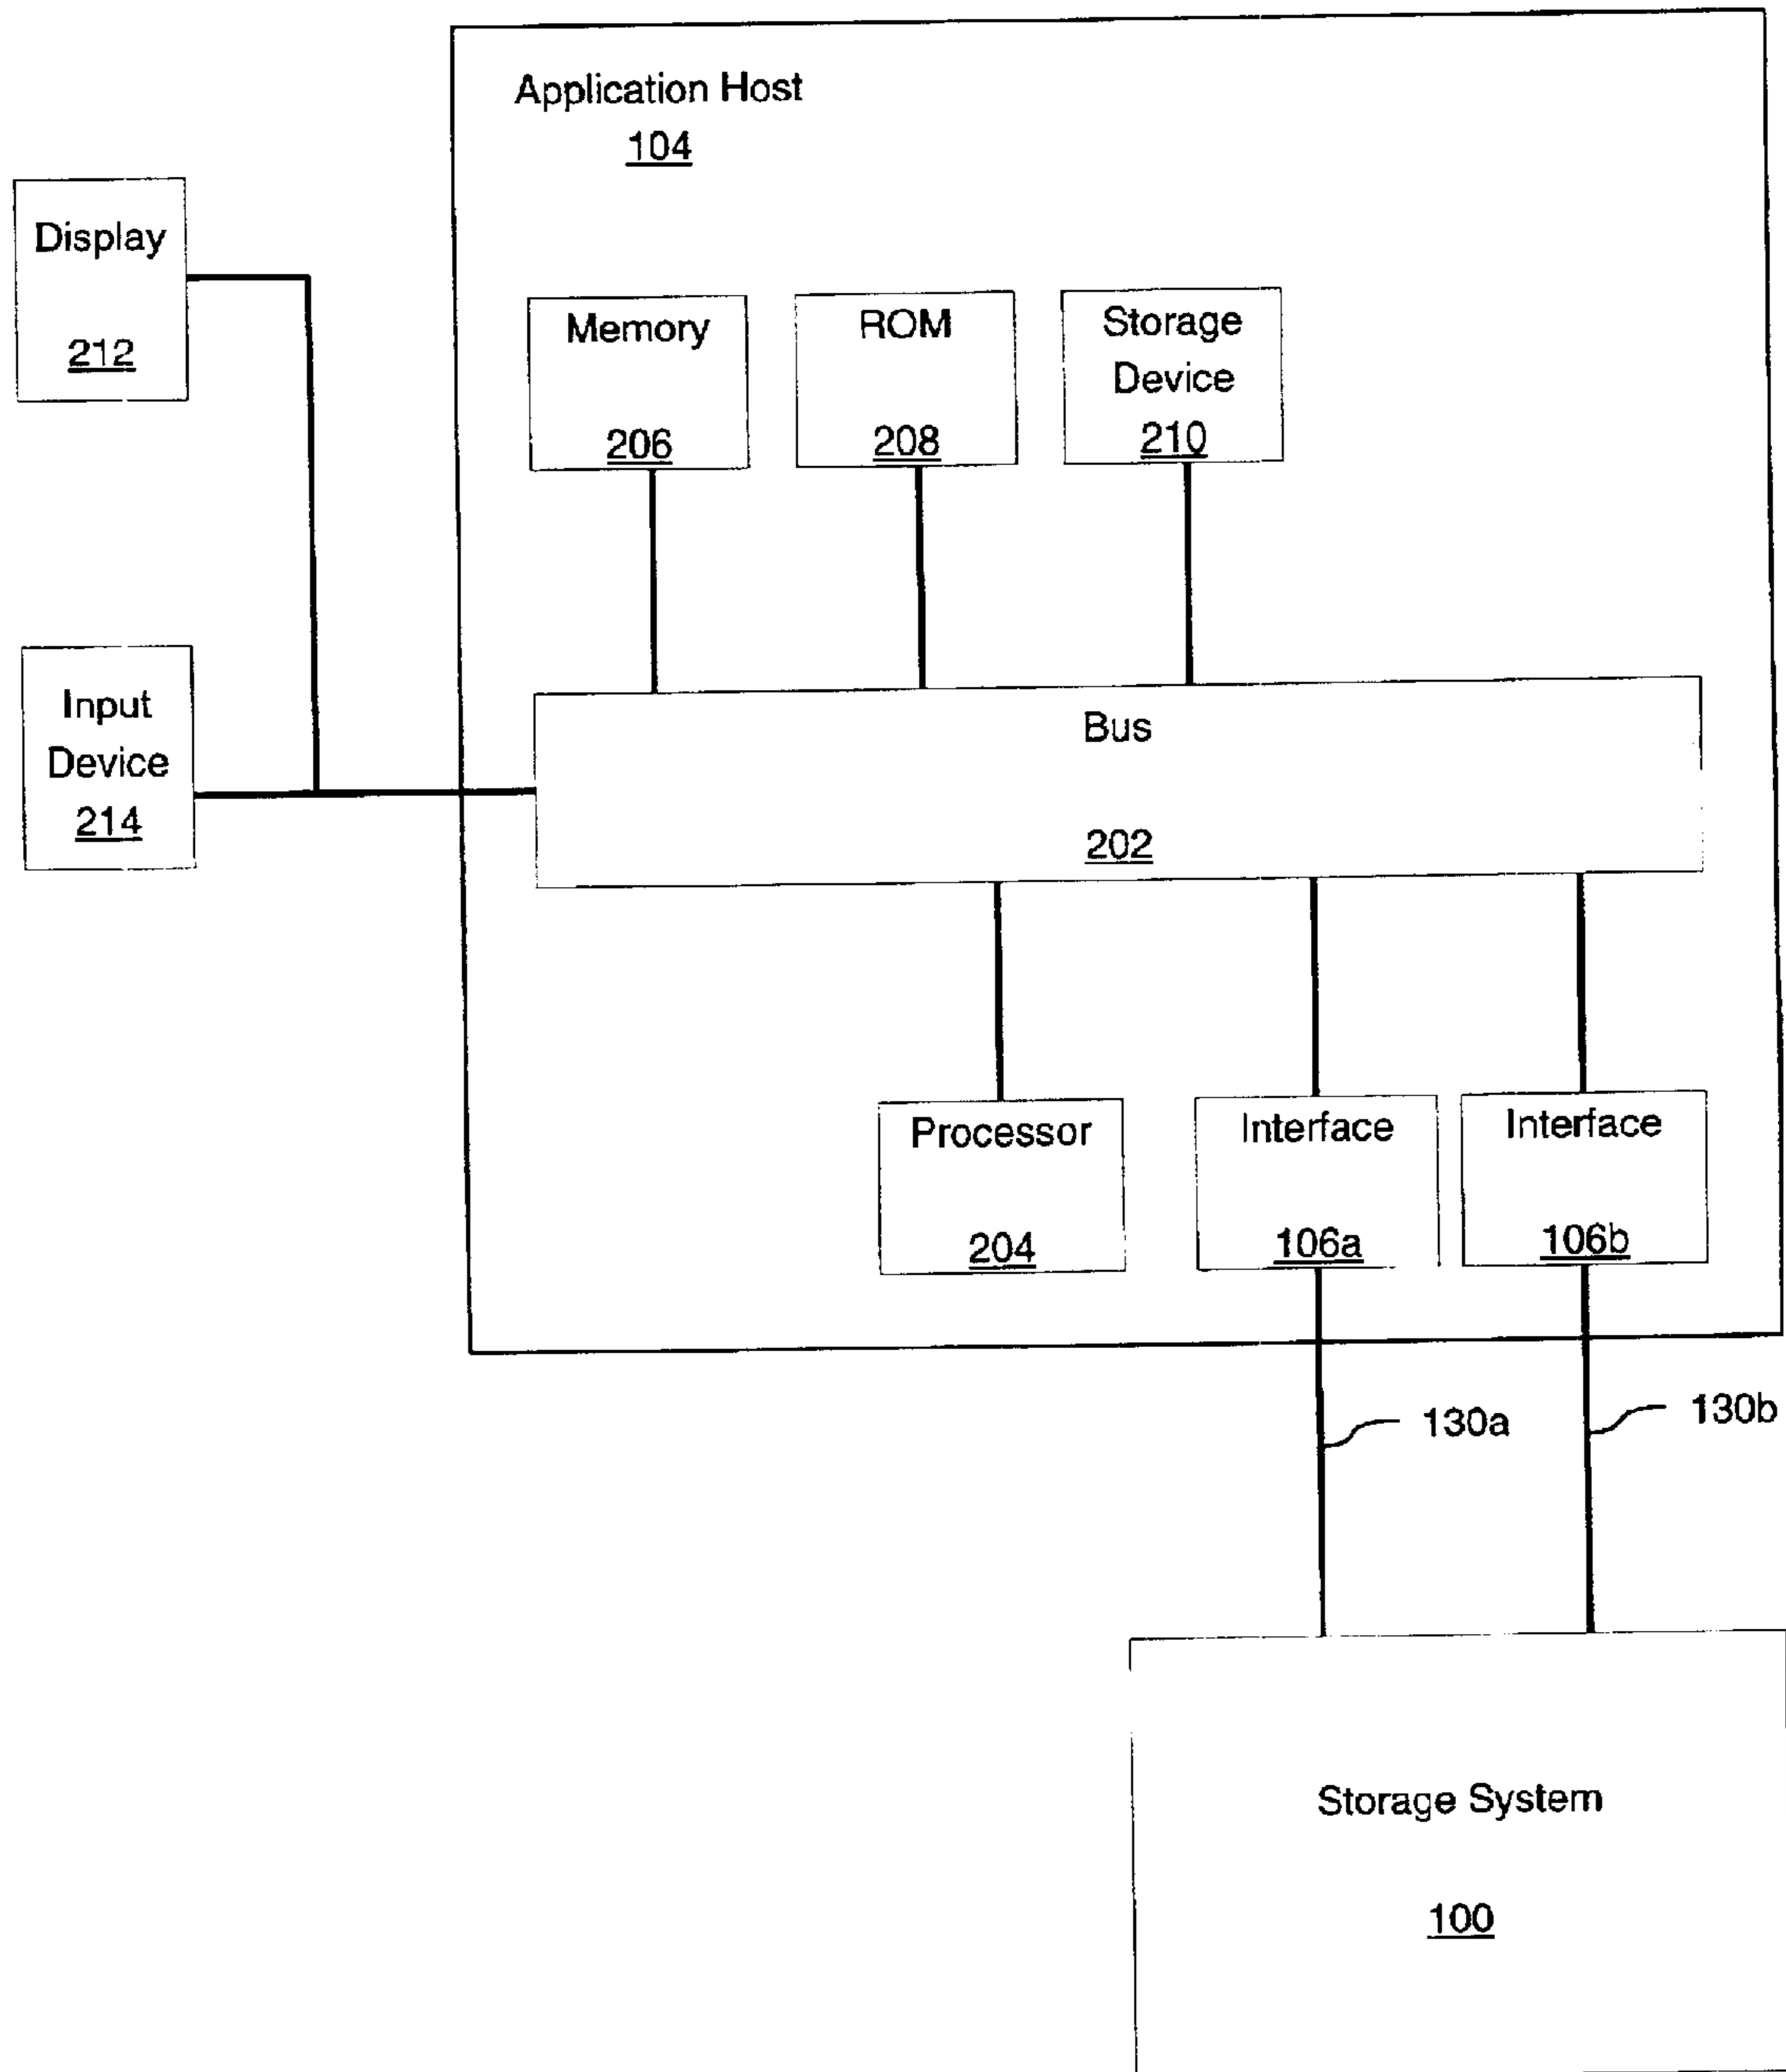 Application Host
104
Display
212
Memory
206
ROM
208
Storage
Device
210
Input
Device
214
Bus
202
Processor
204
Interface
106a
Interface
106b
130a
130b
Storage System
100